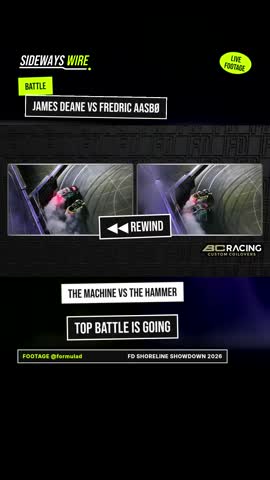 SIDEWAYS WIRE.
LIVE
FOOTAGE
BATTLE
JAMES DEANE VS FREDRIC AASBØ
REWIND
BC RACING
CUSTOM COILOVERS
THE MACHINE VS THE HAMMER
TOP BATTLE IS GOING
FOOTAGE @formulad
FD SHORELINE SHOWDOWN 2026